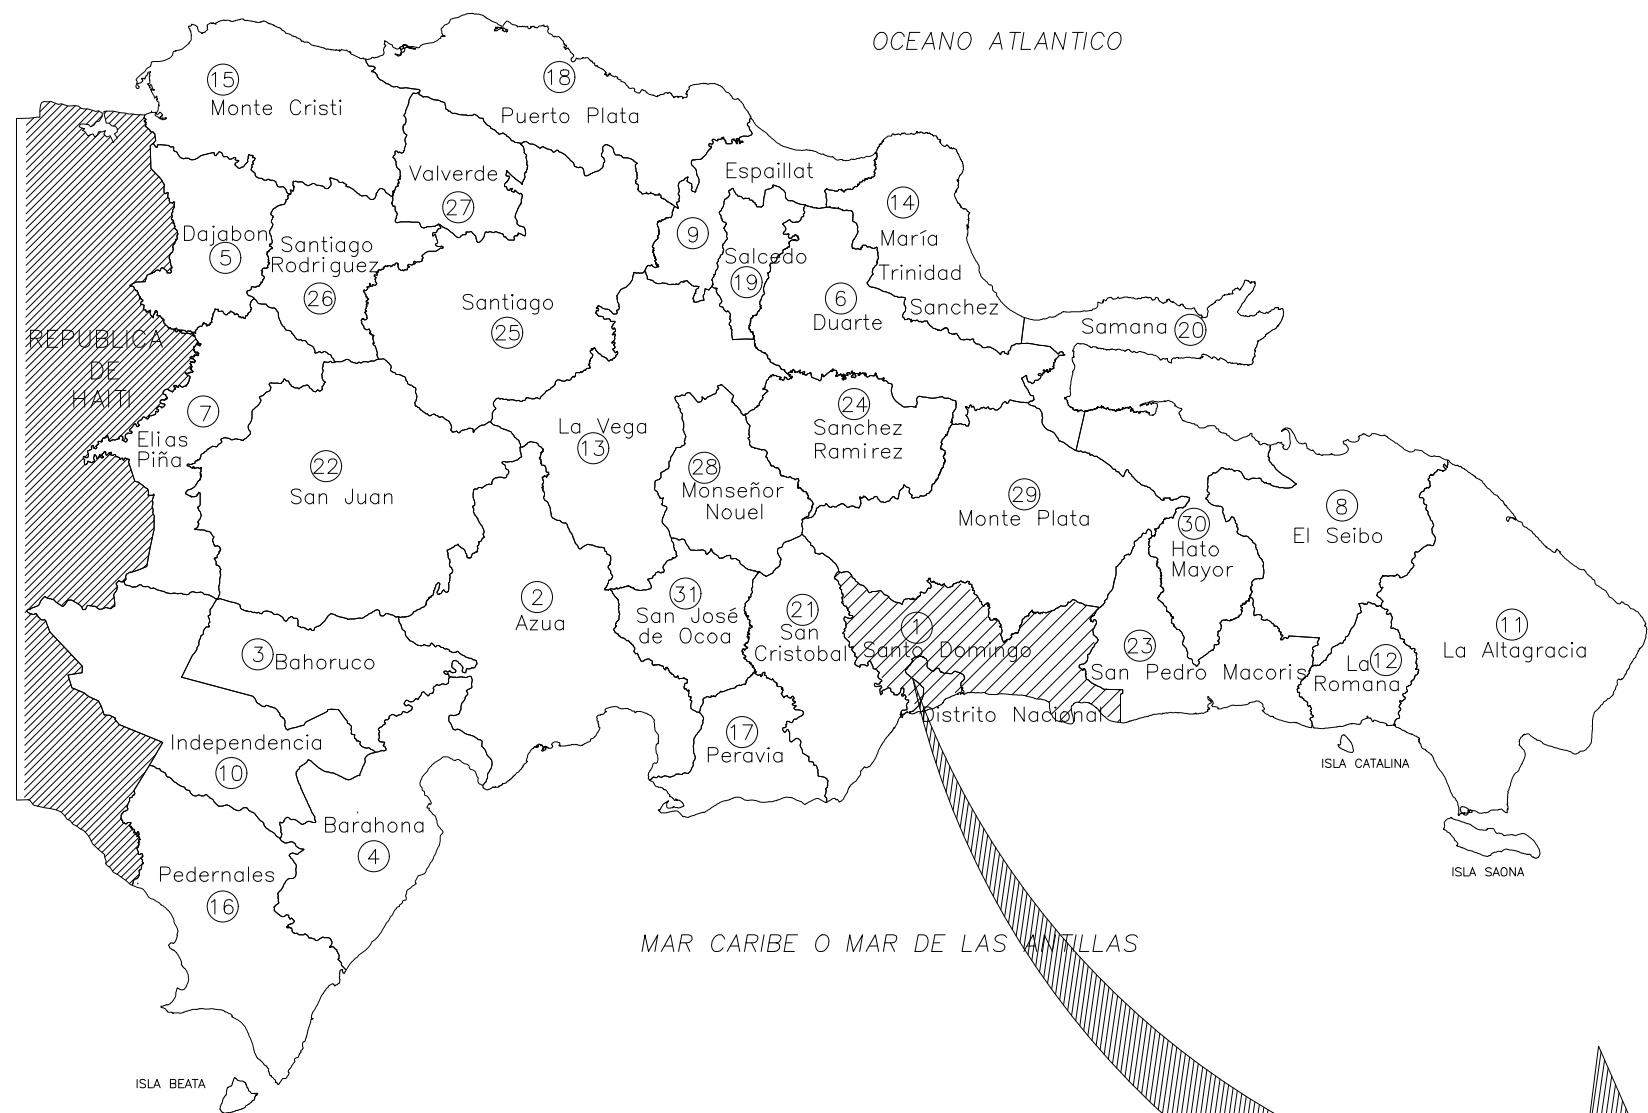 OCEANO ATLANTICO
15
Monte Cristi
18
Puerto Plata
Valverde
27
Espaillat
9
14
María
Trinidad
Sanchez
Dajabon
5
Santiago
Rodriguez
26
Santiago
25
Salcedo
19
6
Duarte
Samana 20
REPUBLICA
DE
HAITI
7
Elias
Piña
22
San Juan
La Vega
13
24
Sanchez
Ramirez
28
Monseñor
Nouel
29
Monte Plata
30
Hato
Mayor
8
El Seibo
2
Azua
31
San José
de Ocoa
21
San
Cristobal
1
Santo Domingo
23
San Pedro Macoris
La 12
Romana
11
La Altagracia
3 Bahoruco
Distrito Nacional
Independencia
10
17
Peravia
ISLA CATALINA
Barahona
4
Pedernales
16
ISLA SAONA
MAR CARIBE O MAR DE LAS ANTILLAS
ISLA BEATA